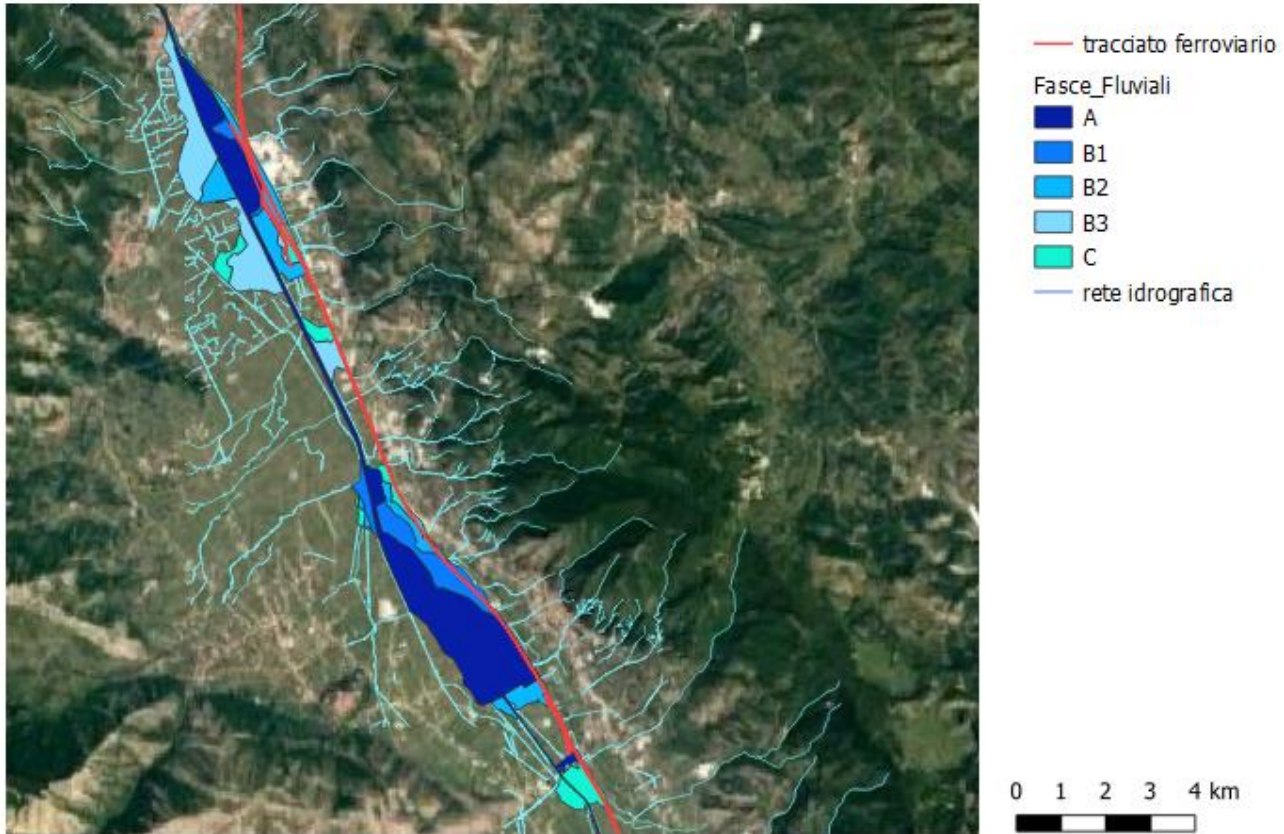 tracciato ferroviario
Fasce_Fluviali
A
B1
B2
B3
C
rete idrografica
0 1 2 3 4 km